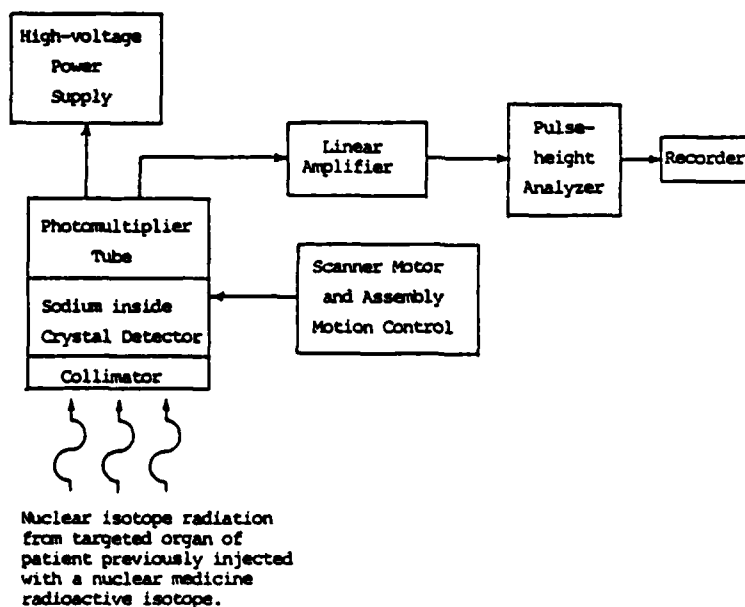 High-voltage
Power
Supply
Linear
Amplifier
Pulse-
height
Analyzer
Recorder
Photomultiplier
Tube
Scanner Motor
and Assembly
Motion Control
Sodium inside
Crystal Detector
Collimator
Nuclear isotope radiation
from targeted organ of
patient previously injected
with a nuclear medicine
radioactive isotope.